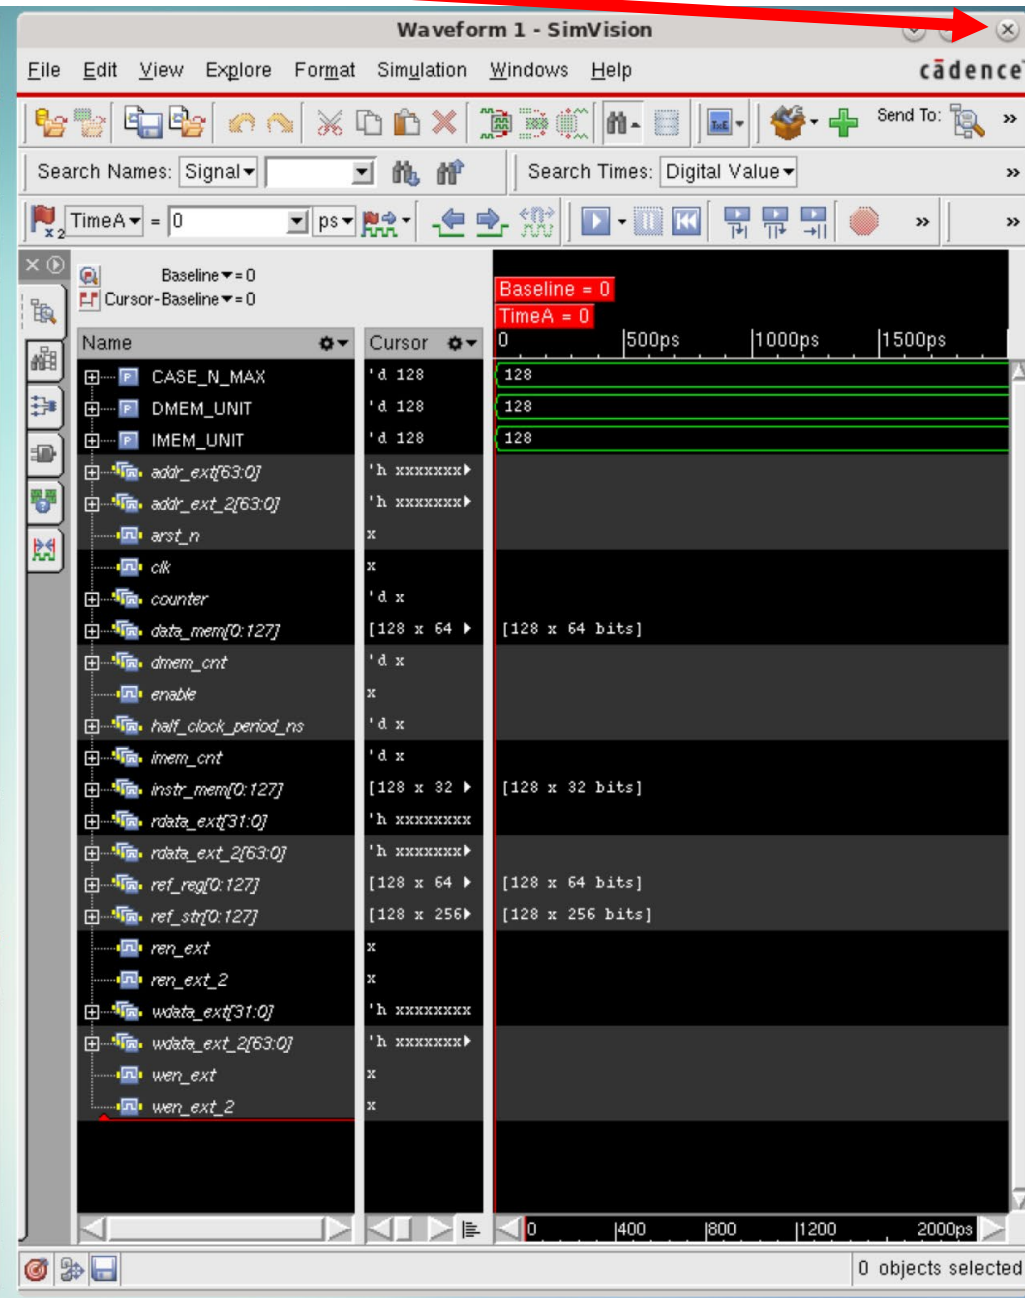 Waveform 1 - SimVision
File Edit View Explore Format Simulation Windows Help cādence
Send To: »
Search Names: Signal Search Times: Digital Value »
x2 TimeA = 0 ps » »
Baseline = 0
Cursor-Baseline = 0
Baseline = 0
TimeA = 0
Name Cursor 0 |500ps |1000ps |1500ps
CASE_N_MAX 'd 128 128
DMEM_UNIT 'd 128 128
IMEM_UNIT 'd 128 128
addr_ext[63:0] 'h xxxxxxx
addr_ext_2[63:0] 'h xxxxxxx
arst_n x
clk x
counter 'd x
data_mem[0:127] [128 x 64 [128 x 64 bits]
dmem_cnt 'd x
enable x
half_clock_period_ns 'd x
imem_cnt 'd x
instr_mem[0:127] [128 x 32 [128 x 32 bits]
rdata_ext[31:0] 'h xxxxxxxx
rdata_ext_2[63:0] 'h xxxxxxx
ref_reg[0:127] [128 x 64 [128 x 64 bits]
ref_str[0:127] [128 x 256 [128 x 256 bits]
ren_ext x
ren_ext_2 x
wdata_ext[31:0] 'h xxxxxxxx
wdata_ext_2[63:0] 'h xxxxxxx
wen_ext x
wen_ext_2 x
0 |400 |800 |1200 2000ps
0 objects selected